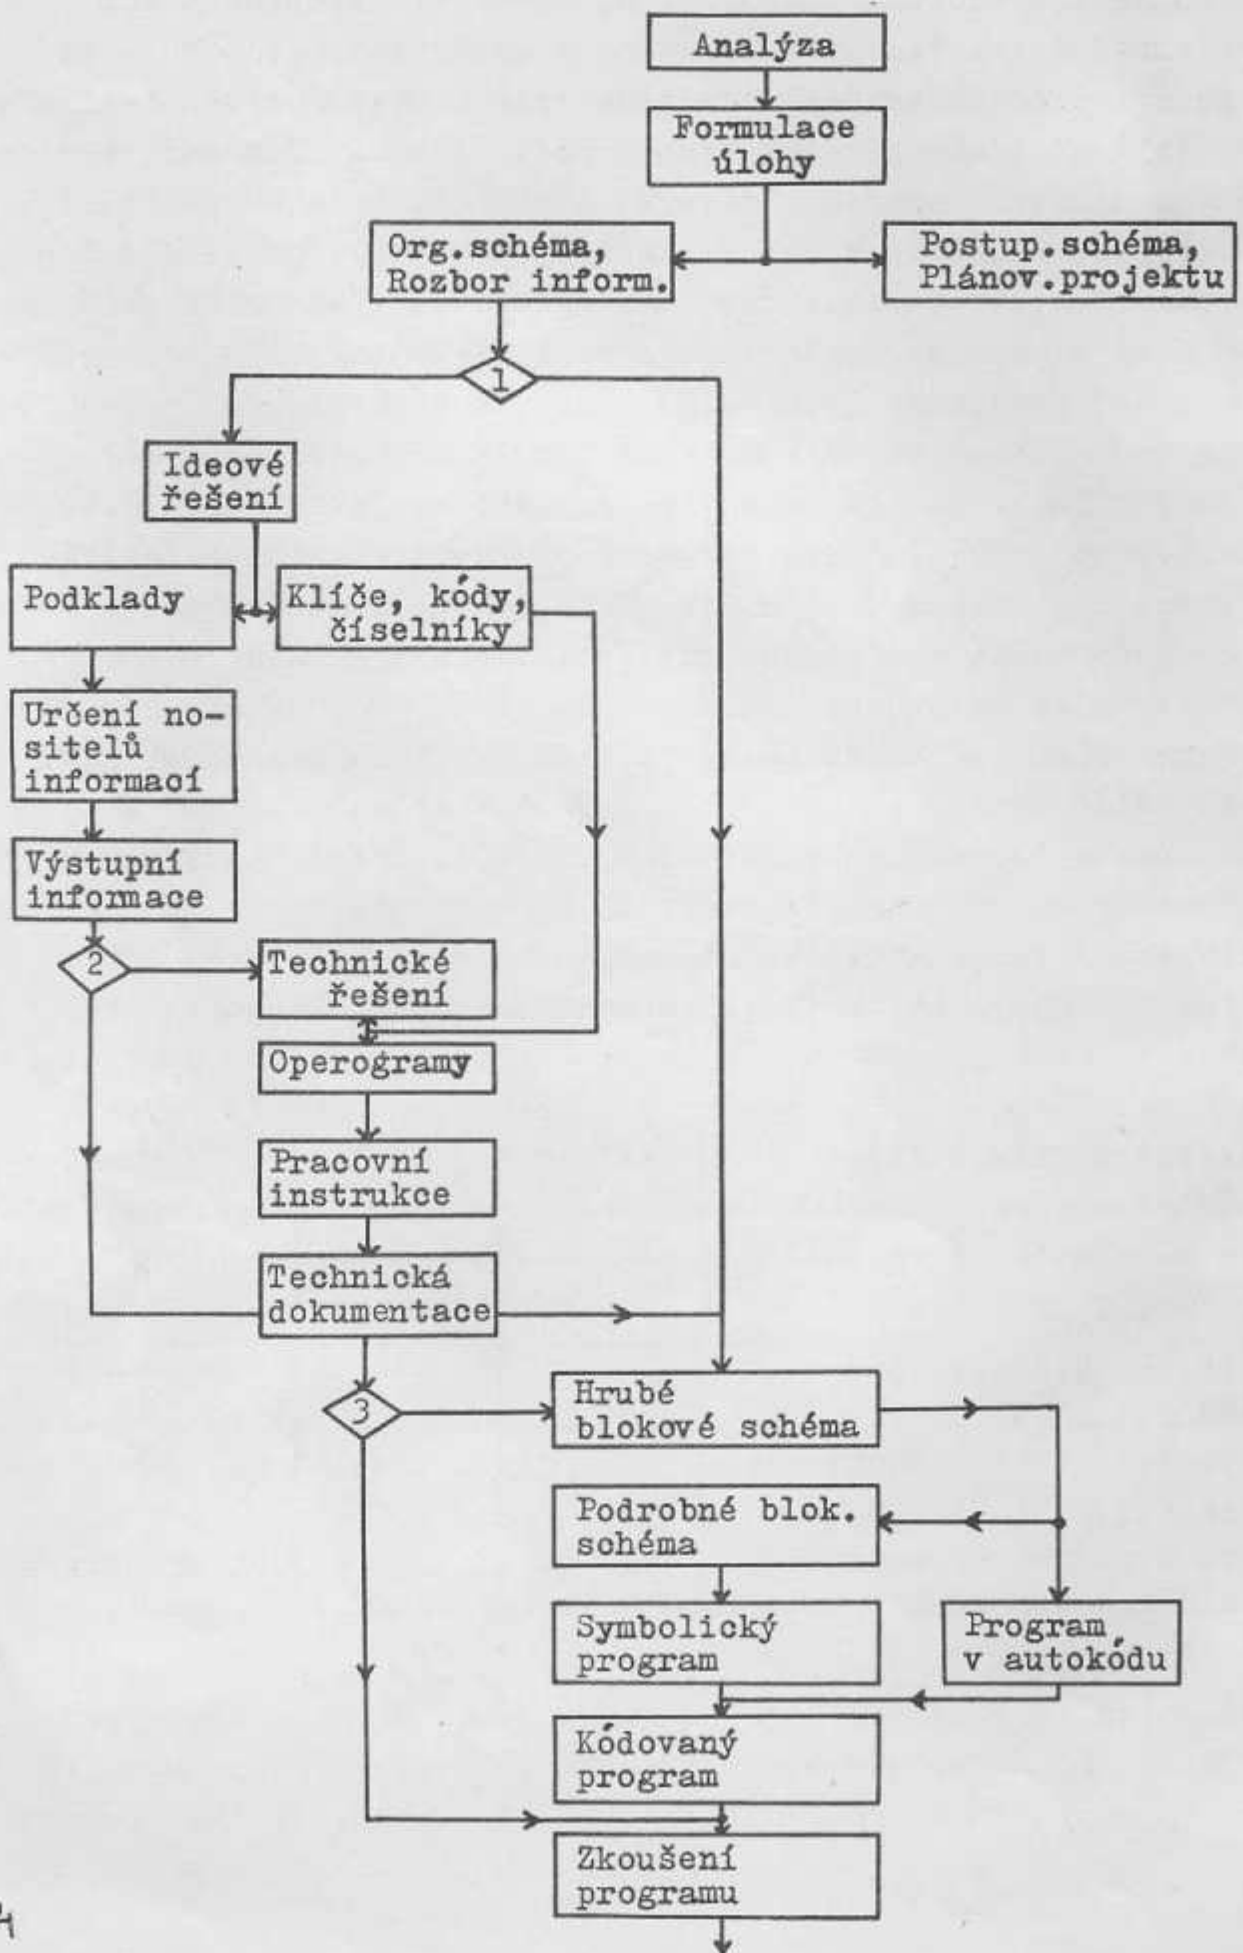 Analýza
Formulace
úlohy
Org.schéma,
Rozbor inform.
Postup.schéma,
Plánov.projektu
1
Ideové
řešení
Podklady
Klíče, kódy,
číselníky
Určení no-
sitelů
informací
Výstupní
informace
2
Technické
řešení
Operogramy
Pracovní
instrukce
Technická
dokumentace
3
Hrubé
blokové schéma
Podrobné blok.
schéma
Symbolický
program
Program
v autokódu
Kódovaný
program
Zkoušení
programu